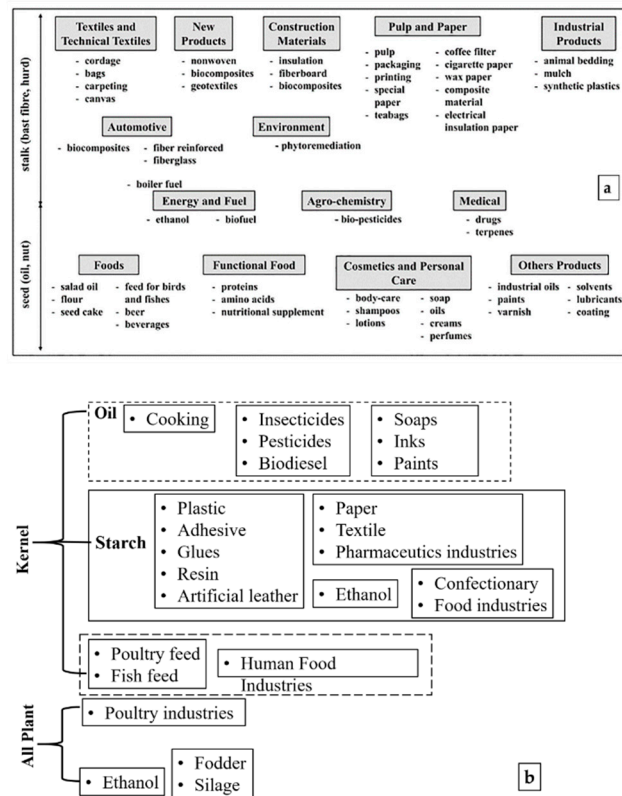 Textiles and
Technical Textiles
- cordage
- bags
- carpeting
- canvas
New
Products
- nonwoven
- biocomposites
- geotextiles
Construction
Materials
- insulation
- fiberboard
- biocomposites
Pulp and Paper
- pulp
- packaging
- printing
- special
paper
- teabags
- coffee filter
- cigarette paper
- wax paper
- composite
material
- electrical
insulation paper
Industrial
Products
- animal bedding
- mulch
- synthetic plastics
stalk (bast fibre, hurd)
Automotive
- biocomposites
- fiber reinforced
- fiberglass
Environment
- phytoremediation
- boiler fuel
Energy and Fuel
- ethanol
- biofuel
Agro-chemistry
- bio-pesticides
Medical
- drugs
- terpenes
a
seed (oil, nut)
Foods
- salad oil
- flour
- seed cake
- feed for birds
and fishes
- beer
- beverages
Functional Food
- proteins
- amino acids
- nutritional supplement
Cosmetics and Personal
Care
- body-care
- shampoos
- lotions
- soap
- oils
- creams
- perfumes
Others Products
- industrial oils
- paints
- varnish
- solvents
- lubricants
- coating
Kernel
Oil
• Cooking
• Insecticides
• Pesticides
• Biodiesel
• Soaps
• Inks
• Paints
Starch
• Plastic
• Adhesive
• Glues
• Resin
• Artificial leather
• Paper
• Textile
• Pharmaceutics industries
• Ethanol
• Confectionary
• Food industries
• Poultry feed
• Fish feed
• Human Food
Industries
All Plant
• Poultry industries
• Ethanol
• Fodder
• Silage
b